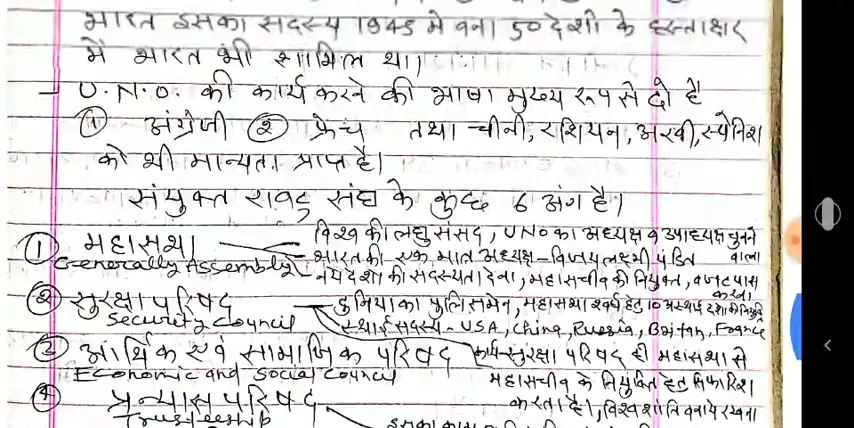 भारत इसका सदस्य 1945 मे बना 50 देशो के हस्ताक्षर
में भारत भी शामिल था।
- U.N.O. की कार्य करने की भाषा मुख्य रूप से दो है
① अंग्रेजी ② फ्रेंच तथा चीनी, रशियन, अरबी, स्पेनिश
को भी मान्यता प्राप्त है।
संयुक्त राष्ट्र संघ के कुछ 6 अंग है।
① महासभा - विश्व की लघु संसद, UNO का अध्यक्ष व उपाध्यक्ष चुनने वाला
Generally Assembly - भारत की एक मात्र अध्यक्ष - विजय लक्ष्मी पंडित
नये देशो की सदस्यता देना, महासचिव की नियुक्त, बजट पास करना
② सुरक्षा परिषद - दुनिया का पुलिसमेन, महासभा हेतु 10 अस्थाई देशो की
Security Council स्थाई सदस्य - USA, China, Russia, Britan, France
③ आर्थिक एवं सामाजिक परिषद कार्य - सुरक्षा परिषद ही महासभा से
Economic and Social Council महासचिव के नियुक्ति हेतु सिफारिश
④ प्रन्यास परिषद करता है।, विश्व शान्ति बनाये रखना
Trusteeship